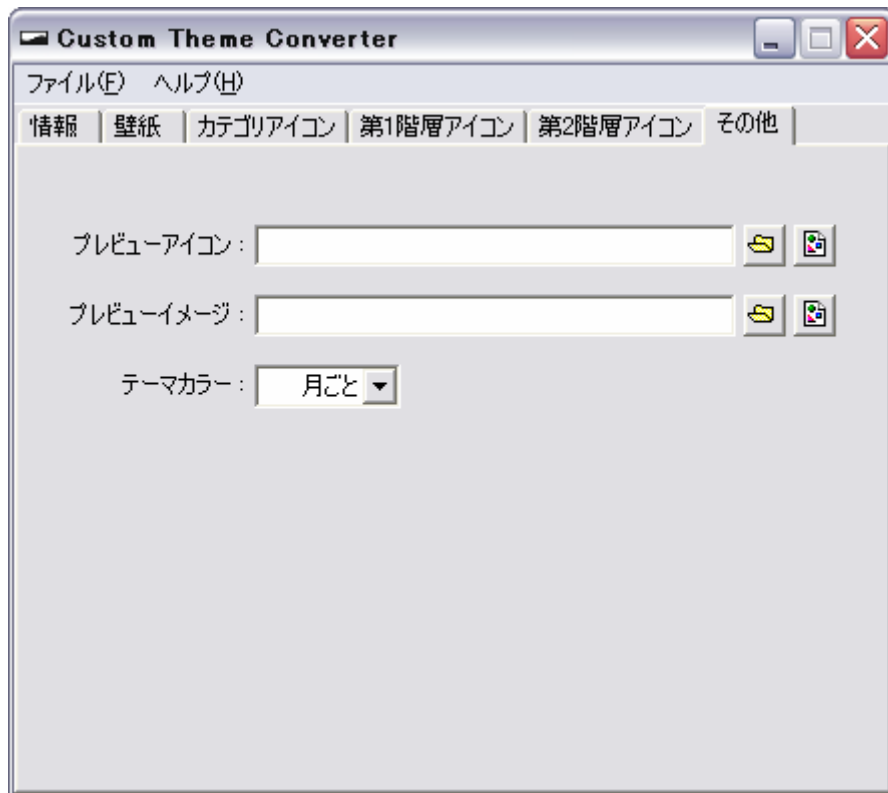 Custom Theme Converter
ファイル(F) ヘルプ(H)
情報 壁紙 カテゴリアイコン 第1階層アイコン 第2階層アイコン その他
プレビューアイコン:
プレビューイメージ:
テーマカラー: 月ごと